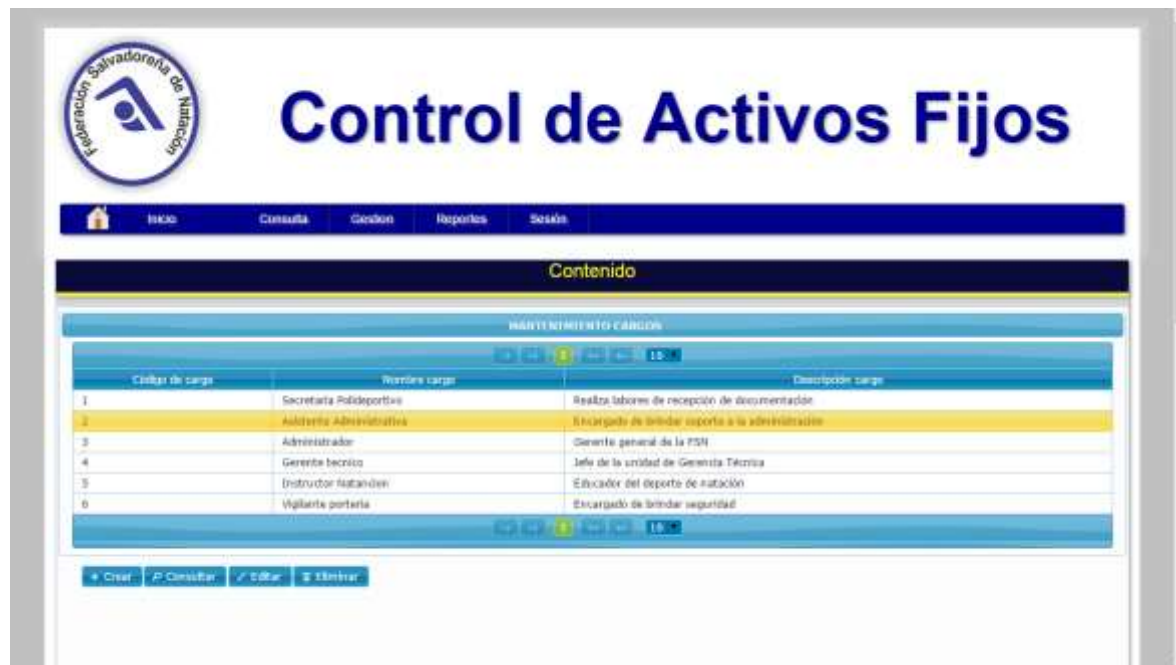 Federación Salvadoreña de Natación
Control de Activos Fijos
Inicio Consulta Gestion Reportes Sesión
Contenido
MANTENIMIENTO CARGOS
1 10
Código de cargo Nombre cargo Descripción cargo
1 Secretaria Polideportivo Realiza labores de recepción de documentación
2 Asistente Administrativa Encargado de brindar soporte a la administración
3 Administrador Gerente general de la FSN
4 Gerente tecnico Jefe de la unidad de Gerencia Técnica
5 Instructor Natancion Educador del deporte de natación
6 Vigilante porteria Encargado de brindar seguridad
1 10
Crear Consultar Editar Eliminar